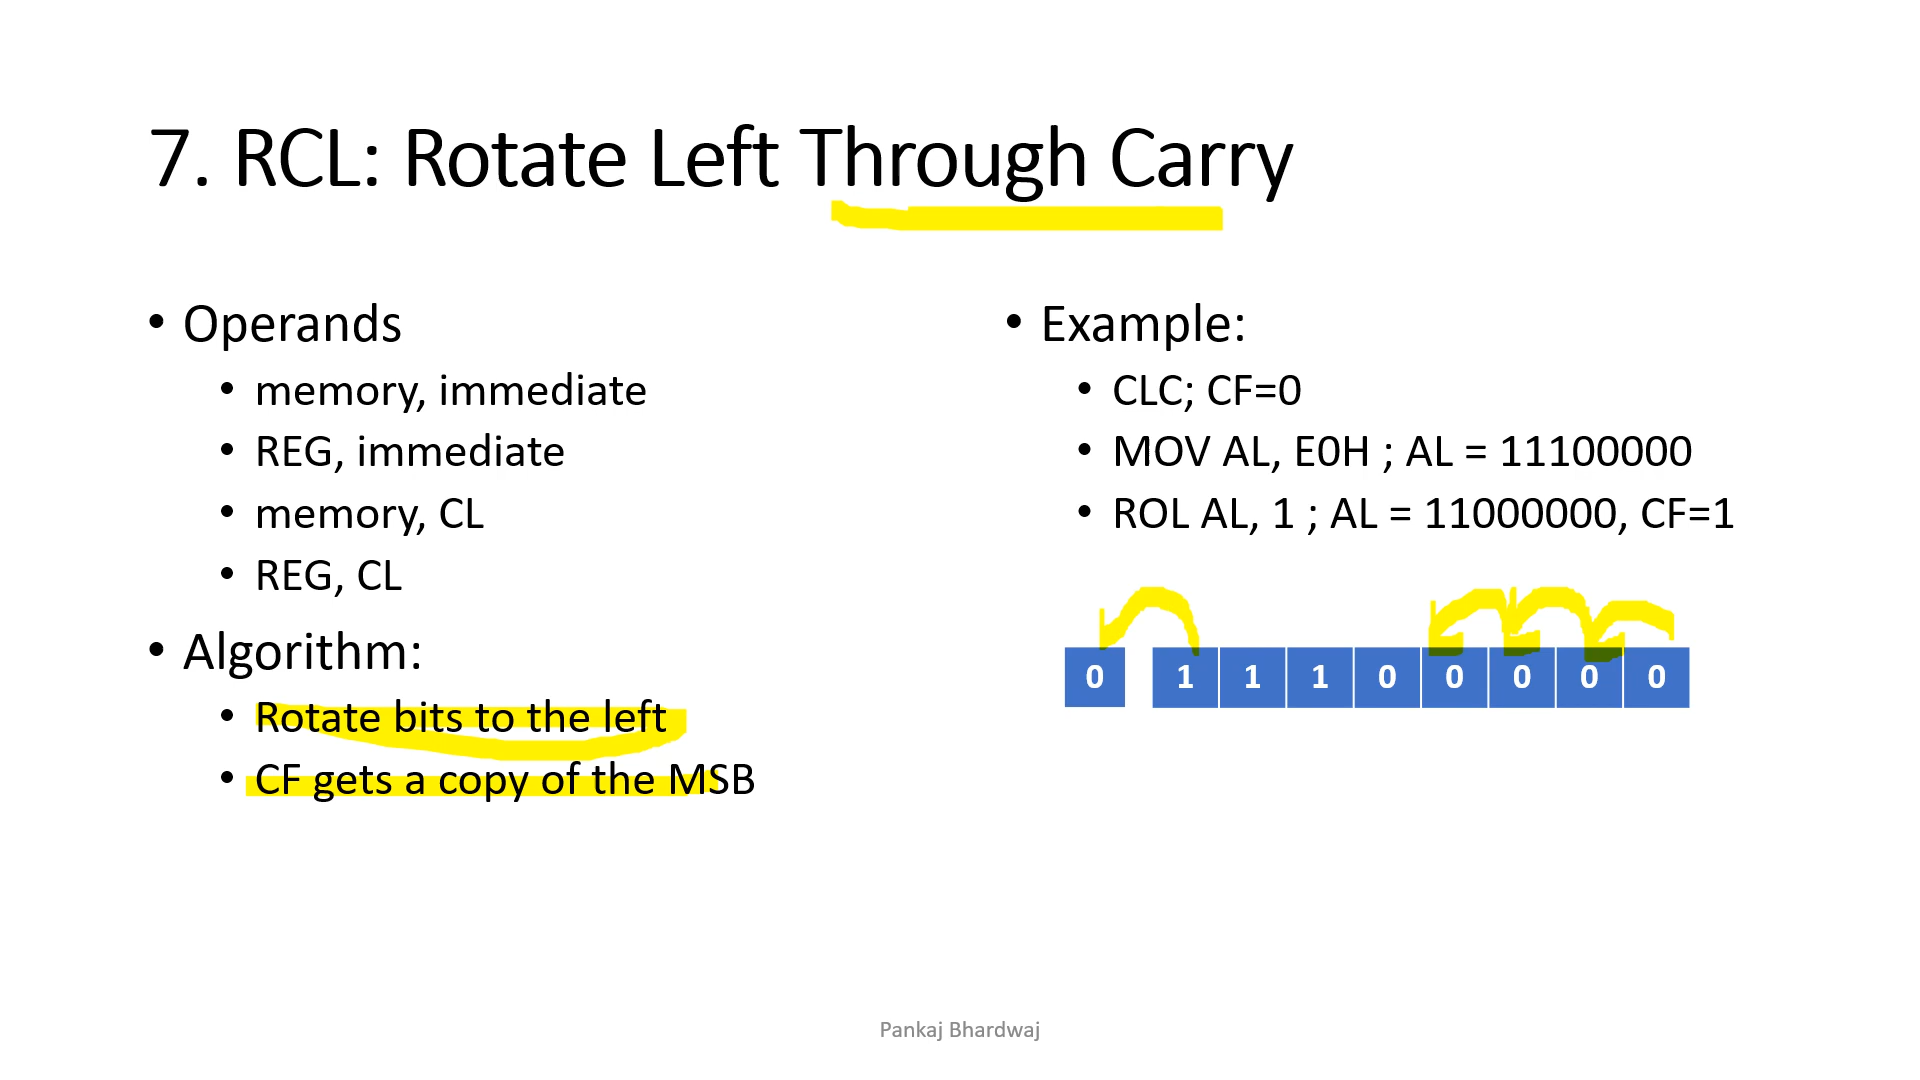 7. RCL: Rotate Left Through Carry
• Operands
• memory, immediate
• REG, immediate
• memory, CL
• REG, CL
• Algorithm:
• Rotate bits to the left
• CF gets a copy of the MSB
• Example:
• CLC; CF=0
• MOV AL, E0H ; AL = 11100000
• ROL AL, 1 ; AL = 11000000, CF=1
0 1 1 1 0 0 0 0 0
Pankaj Bhardwaj